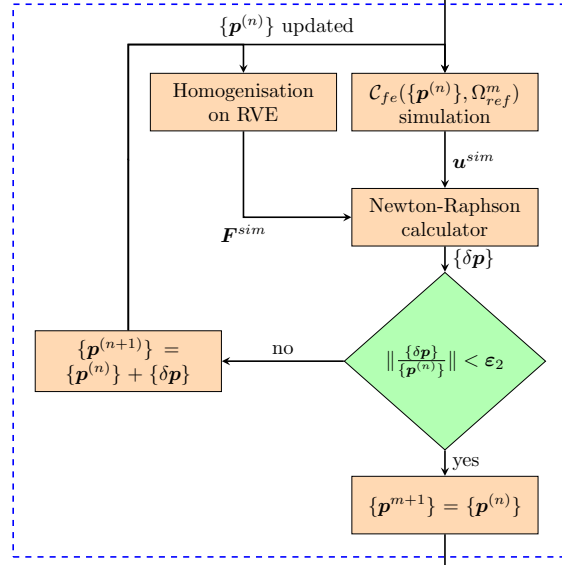 {p^(n)} updated
Homogenisation
on RVE
C_fe({p^(n)}, Ω^m_ref)
simulation
u^sim
F^sim
Newton-Raphson
calculator
{δp}
‖{δp}/{p^(n)}‖ < ε₂
no
{p^(n+1)} =
{p^(n)} + {δp}
yes
{p^m+1} = {p^(n)}